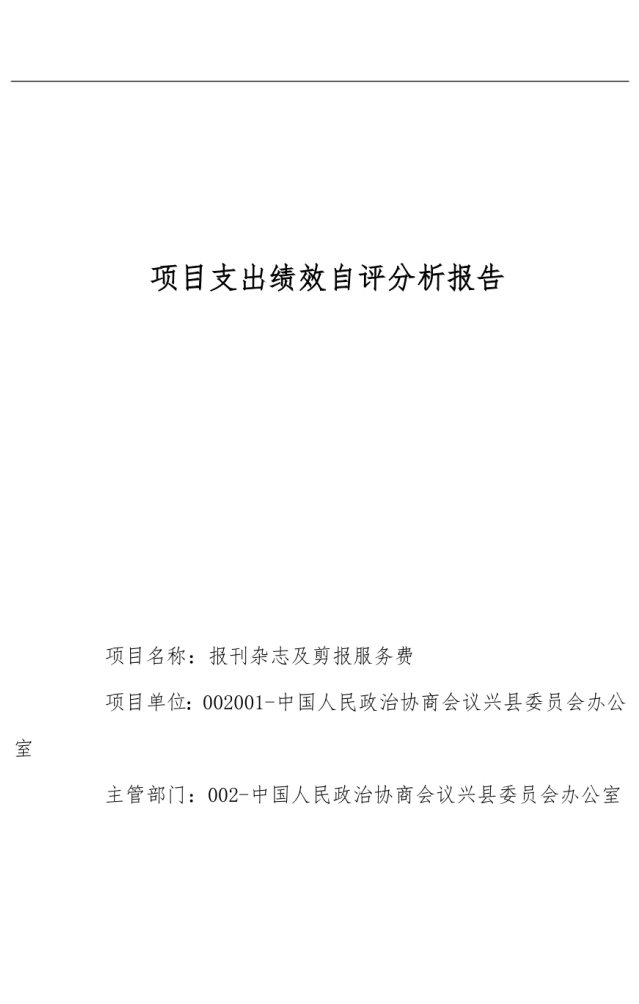 项目支出绩效自评分析报告
项目名称：报刊杂志及剪报服务费
项目单位：002001-中国人民政治协商会议兴县委员会办公
室
主管部门：002-中国人民政治协商会议兴县委员会办公室